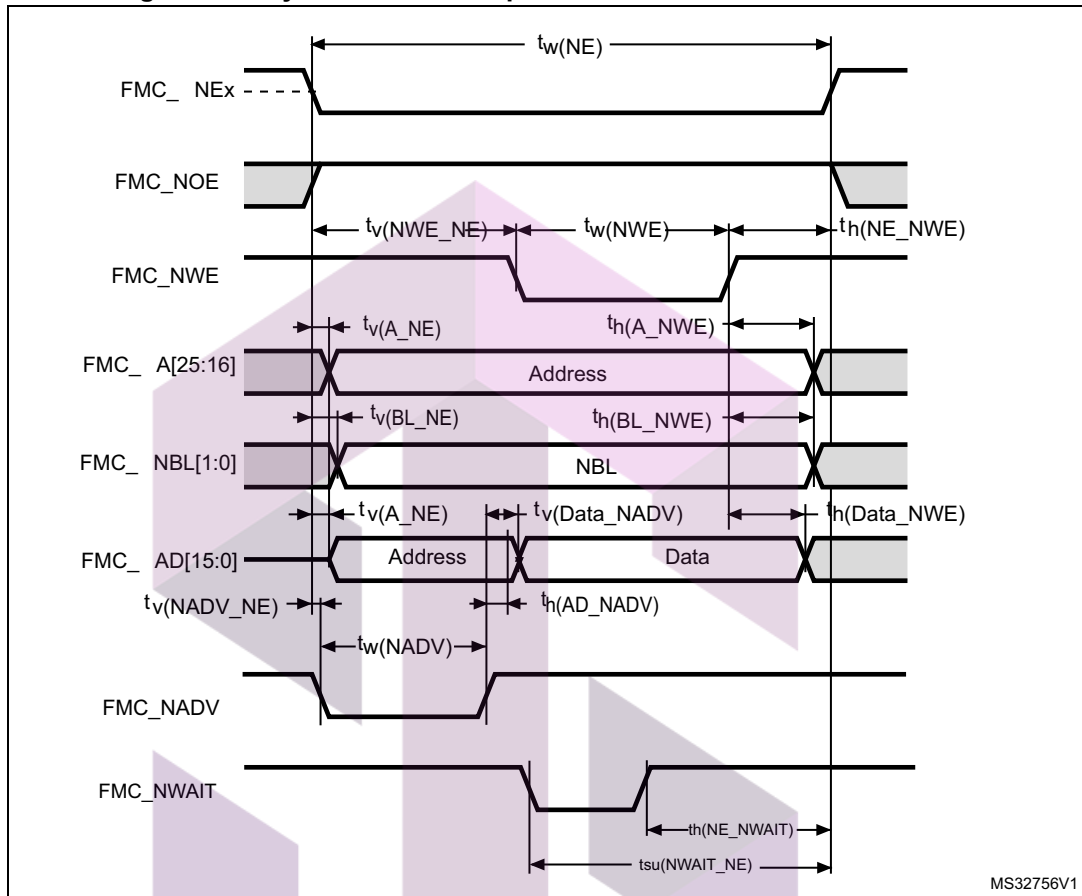 tw(NE)
FMC_ NEx
FMC_NOE
tv(NWE_NE) tw(NWE) th(NE_NWE)
FMC_NWE
tv(A_NE) th(A_NWE)
FMC_ A[25:16] Address
tv(BL_NE) th(BL_NWE)
FMC_ NBL[1:0] NBL
tv(A_NE) tv(Data_NADV) th(Data_NWE)
FMC_ AD[15:0] Address Data
tv(NADV_NE) th(AD_NADV)
tw(NADV)
FMC_NADV
FMC_NWAIT
th(NE_NWAIT)
tsu(NWAIT_NE)
MS32756V1